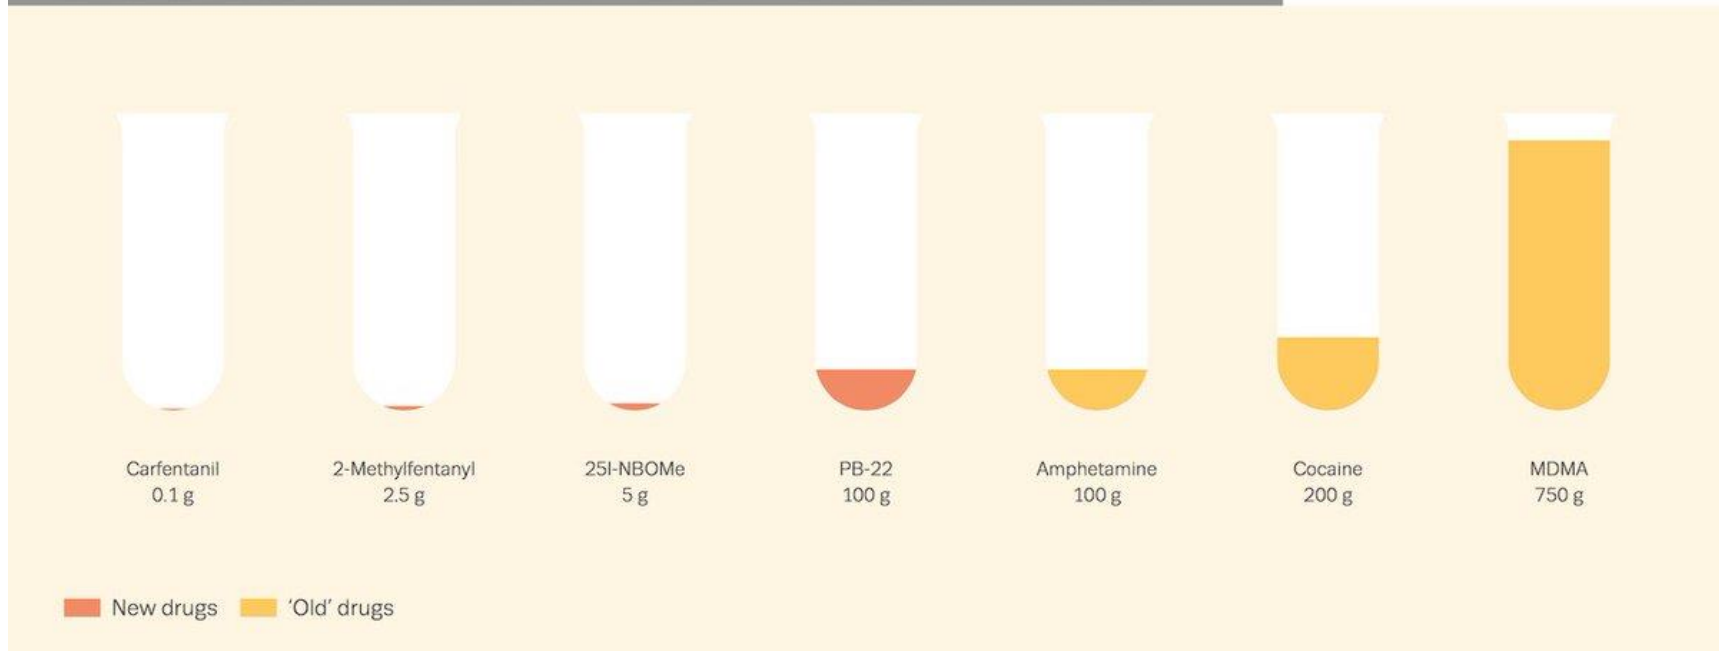 Carfentanil
0.1 g
2-Methylfentanyl
2.5 g
25I-NBOMe
5 g
PB-22
100 g
Amphetamine
100 g
Cocaine
200 g
MDMA
750 g
New drugs
‘Old’ drugs